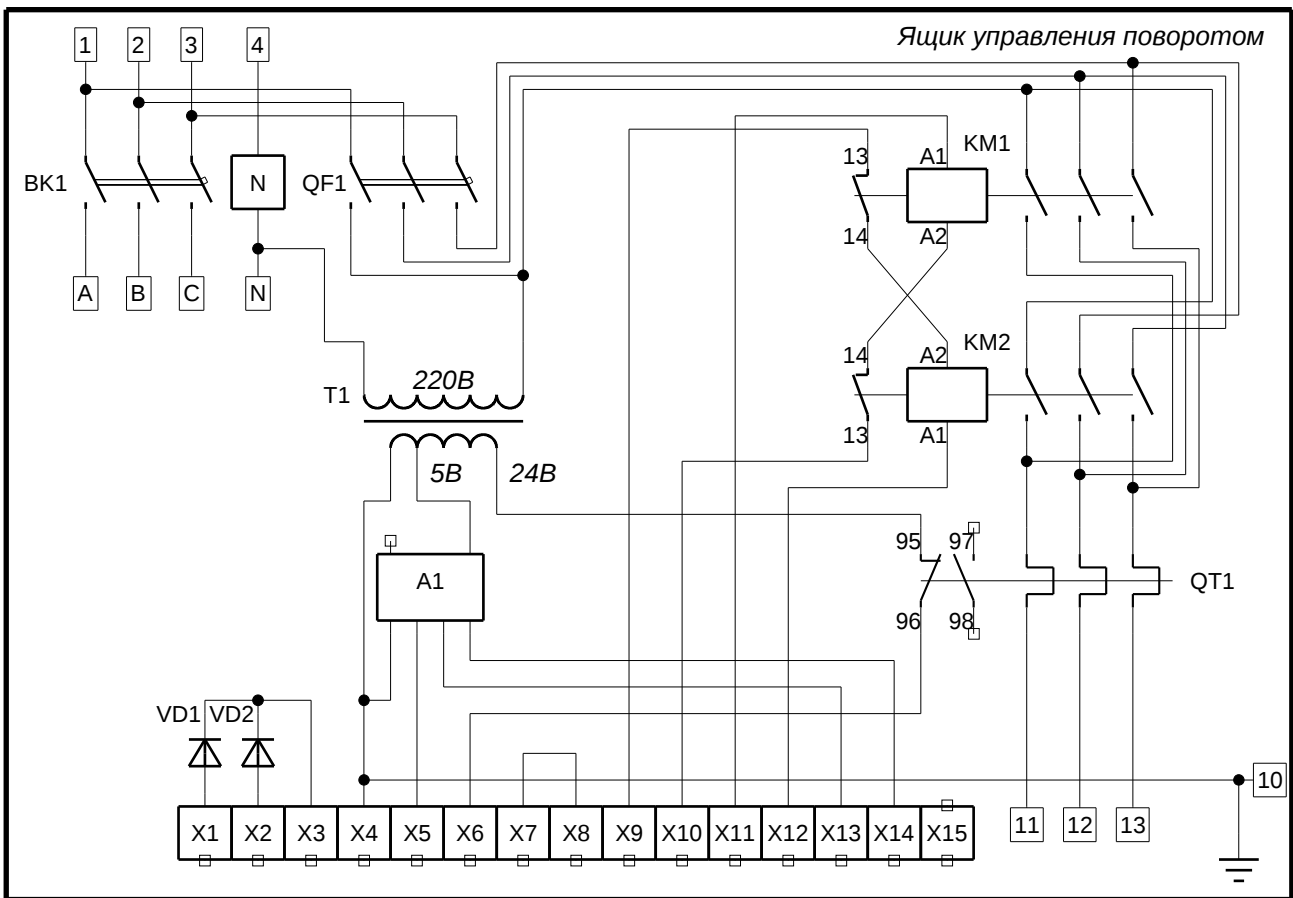 Ящик управления поворотом
1 2 3 4
BK1 N QF1
A B C N
13 A1 KM1
14 A2
14 A2 KM2
13 A1
T1 220В
5В 24В
95 97
A1 QT1
96 98
VD1 VD2
10
X1 X2 X3 X4 X5 X6 X7 X8 X9 X10 X11 X12 X13 X14 X15 11 12 13